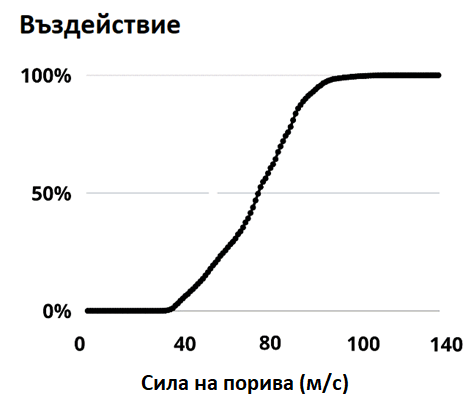 Въздействие
100%
50%
0%
0 40 80 100 140
Сила на порива (м/с)